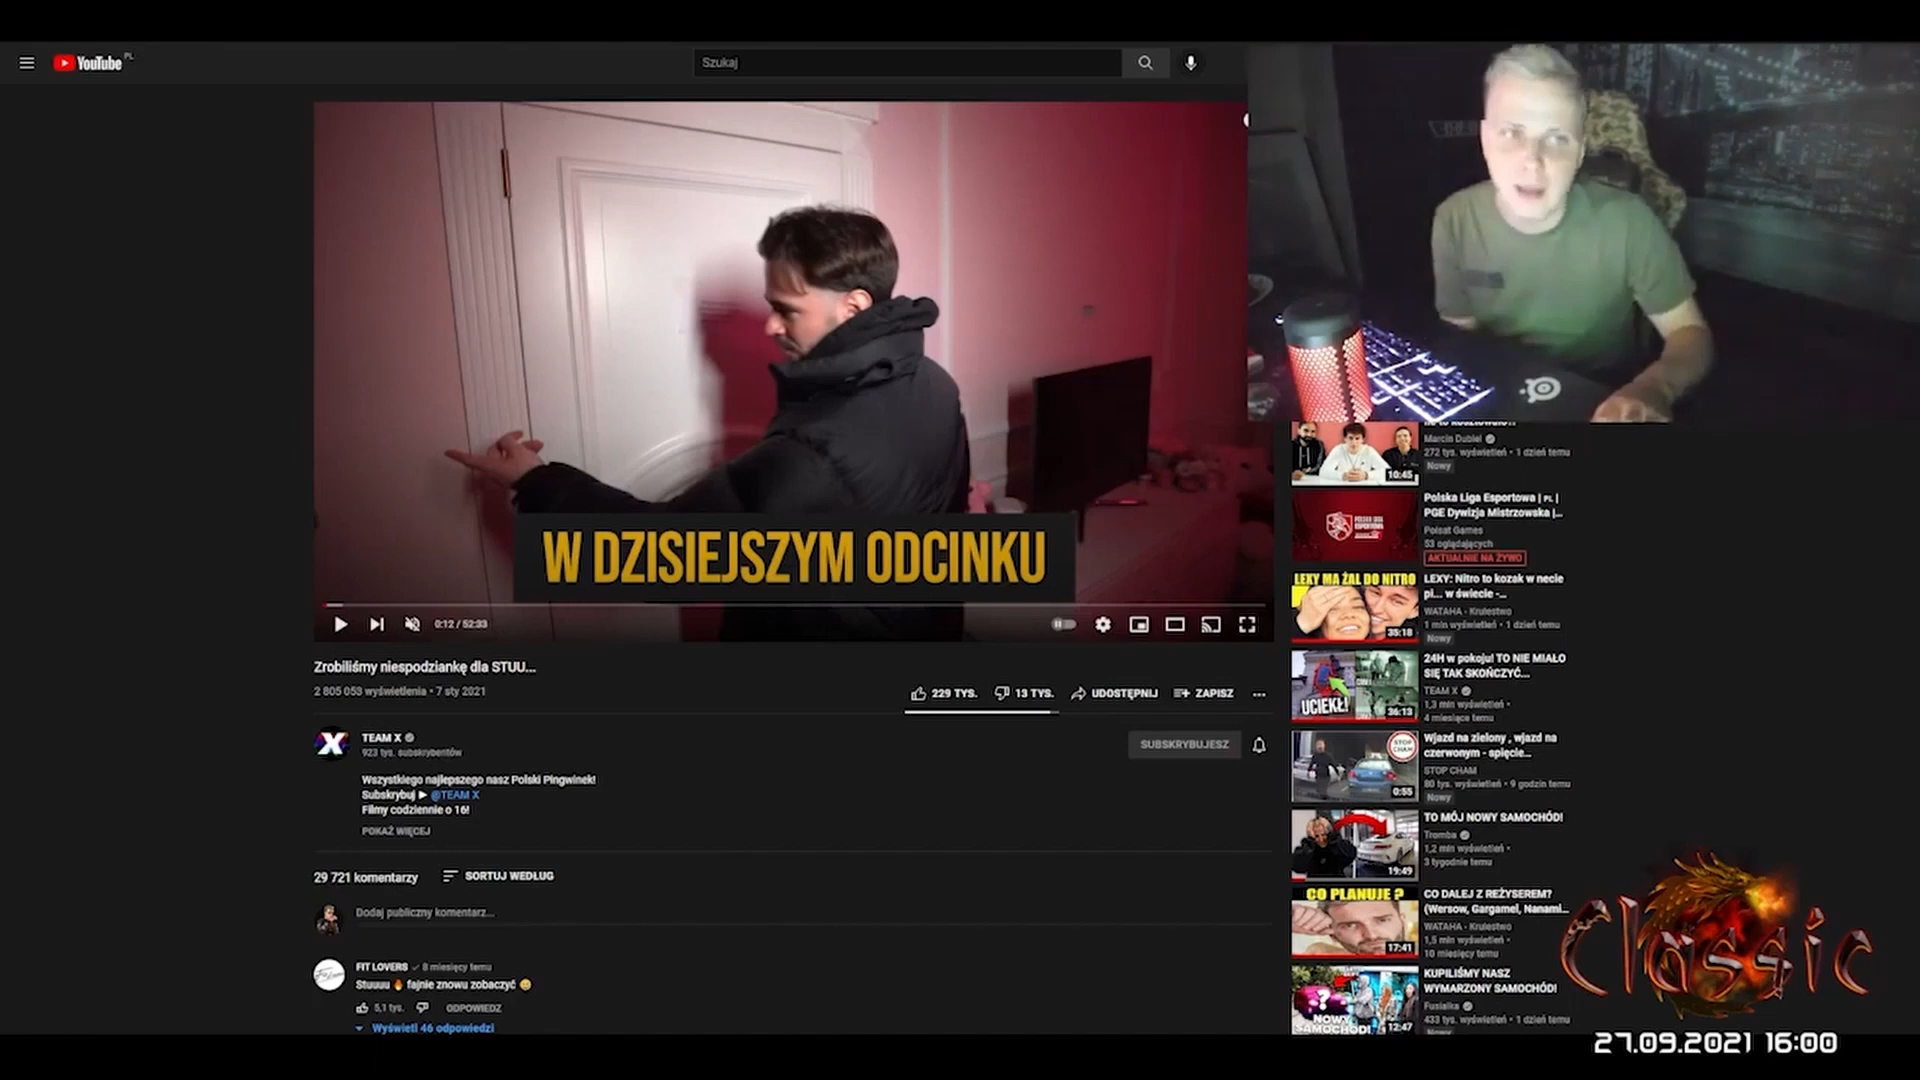 YouTube PL
Szukaj
W DZISIEJSZYM ODCINKU
0:12 / 52:33
Zrobiliśmy niespodziankę dla STUU...
2 805 053 wyświetlenia • 7 sty 2021
229 TYS.
13 TYS.
UDOSTĘPNIJ
ZAPISZ
TEAM X
923 tys. subskrybentów
SUBSKRYBUJESZ
Wszystkiego najlepszego nasz Polski Pingwinek!
Subskrybuj ► @TEAM X
Filmy codziennie o 16!
POKAŻ WIĘCEJ
29 721 komentarzy
SORTUJ WEDŁUG
Dodaj publiczny komentarz...
FIT LOVERS 8 miesięcy temu
Stuuuu 🔥 fajnie znowu zobaczyć 😀
5,1 tys.
ODPOWIEDZ
Wyświetl 46 odpowiedzi
10:45
Marcin Dubiel
272 tys. wyświetleń • 1 dzień temu
Nowy
Polska Liga Esportowa | PL |
PGE Dywizja Mistrzowska |...
Polsat Games
53 oglądających
AKTUALNIE NA ŻYWO
LEXY MA ŻAL DO NITRO
35:18
LEXY: Nitro to kozak w necie
pi... w świecie -...
WATAHA - Krulestwo
1 mln wyświetleń • 1 dzień temu
Nowy
UCIEKŁ!
36:13
24H w pokoju! TO NIE MIAŁO
SIĘ TAK SKOŃCZYĆ...
TEAM X
1,3 mln wyświetleń •
4 miesiące temu
STOP CHAM
0:55
Wjazd na zielony , wjazd na
czerwonym - spięcie...
STOP CHAM
80 tys. wyświetleń • 9 godzin temu
Nowy
19:49
TO MÓJ NOWY SAMOCHÓD!
Tromba
1,2 mln wyświetleń •
3 tygodnie temu
CO PLANUJE ?
17:41
CO DALEJ Z REŻYSEREM?
(Wersow, Gargamel, Nanami...
WATAHA - Krulestwo
1,5 mln wyświetleń •
10 miesięcy temu
NOWY
SAMOCHÓD!
12:47
KUPILIŚMY NASZ
WYMARZONY SAMOCHÓD!
Fusialka
433 tys. wyświetleń • 1 dzień temu
Nowy
Classic
27.09.2021 16:00